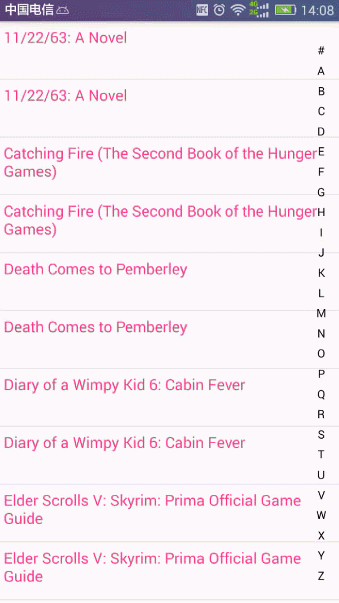 中国电信 NFC 4G 2G 14:08
11/22/63: A Novel
11/22/63: A Novel
Catching Fire (The Second Book of the Hunger
Games)
Catching Fire (The Second Book of the Hunger
Games)
Death Comes to Pemberley
Death Comes to Pemberley
Diary of a Wimpy Kid 6: Cabin Fever
Diary of a Wimpy Kid 6: Cabin Fever
Elder Scrolls V: Skyrim: Prima Official Game
Guide
Elder Scrolls V: Skyrim: Prima Official Game
Guide
#
A
B
C
D
E
F
G
H
I
J
K
L
M
N
O
P
Q
R
S
T
U
V
W
X
Y
Z